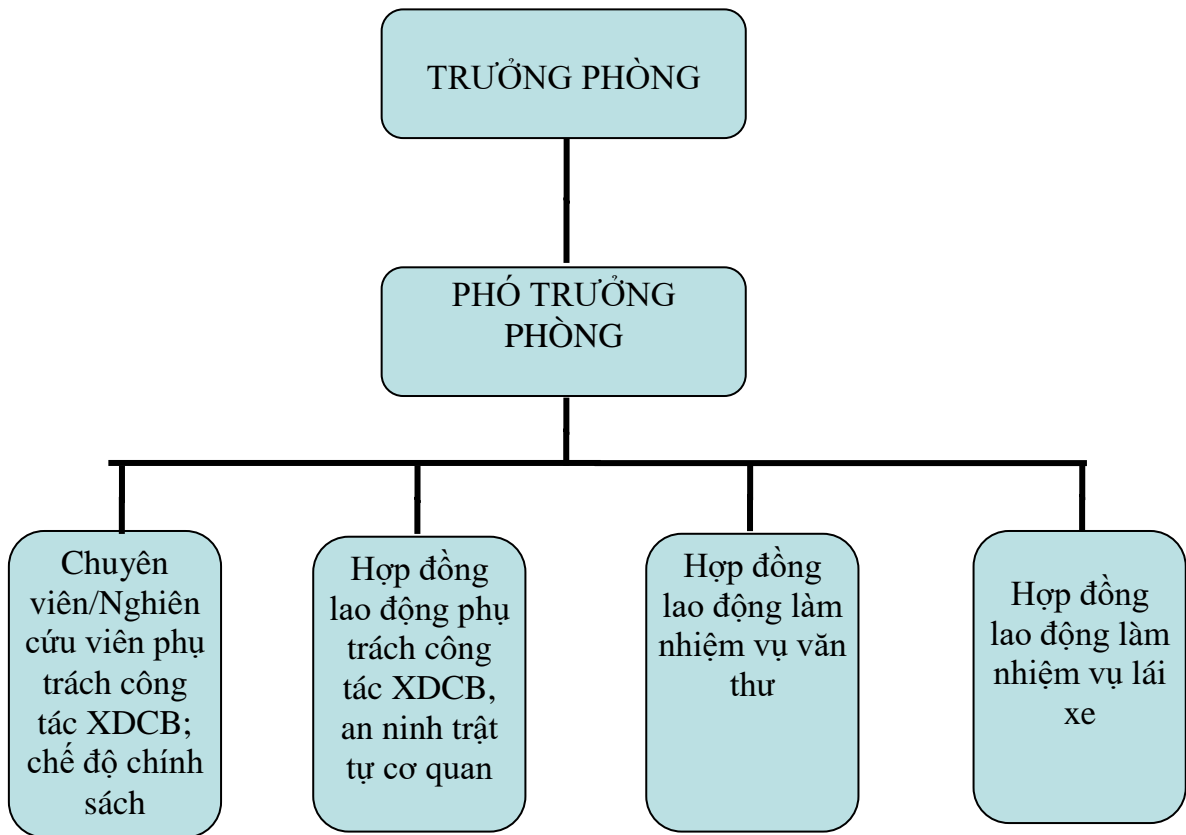 TRƯỞNG PHÒNG
PHÓ TRƯỞNG
PHÒNG
Chuyên
viên/Nghiên
cứu viên phụ
trách công
tác XDCB;
chế độ chính
sách
Hợp đồng
lao động phụ
trách công
tác XDCB,
an ninh trật
tự cơ quan
Hợp đồng
lao động làm
nhiệm vụ văn
thư
Hợp đồng
lao động làm
nhiệm vụ lái
xe